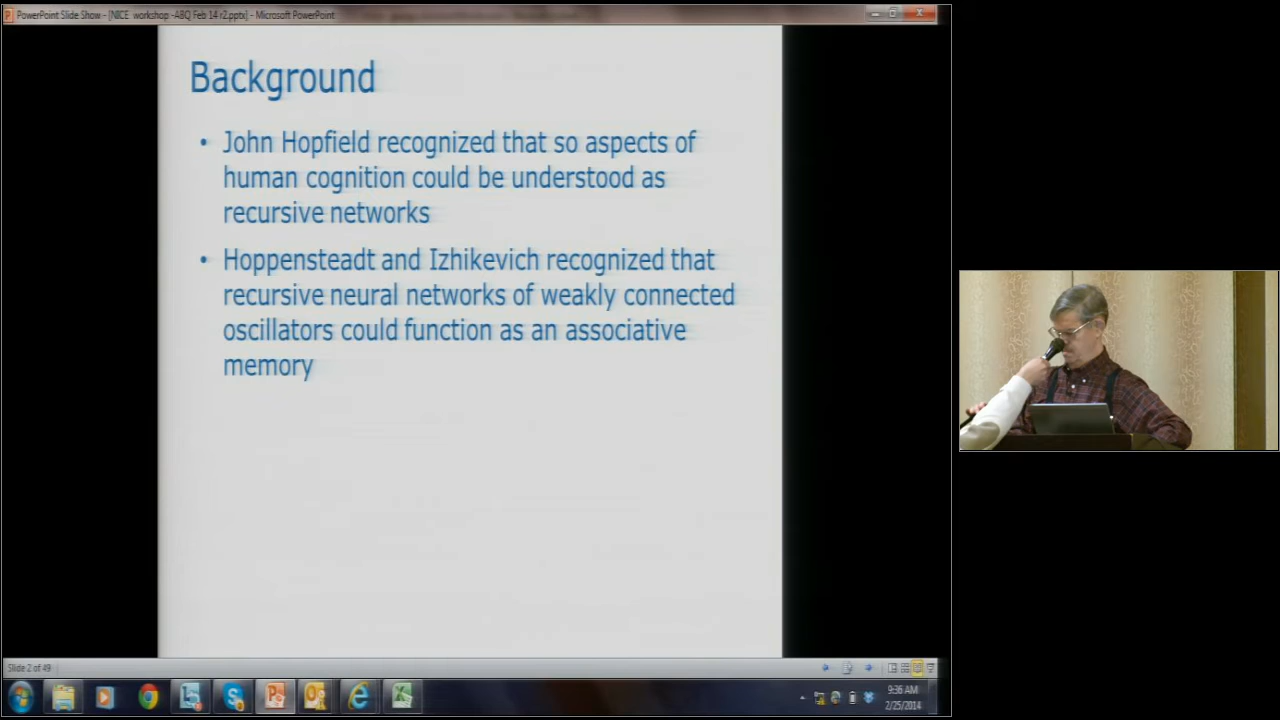 PowerPoint Slide Show - [NICE workshop -ABQ Feb 14 r2.pptx] - Microsoft PowerPoint
Background
• John Hopfield recognized that so aspects of
human cognition could be understood as
recursive networks
• Hoppensteadt and Izhikevich recognized that
recursive neural networks of weakly connected
oscillators could function as an associative
memory
Slide 2 of 49
9:36 AM
2/25/2014